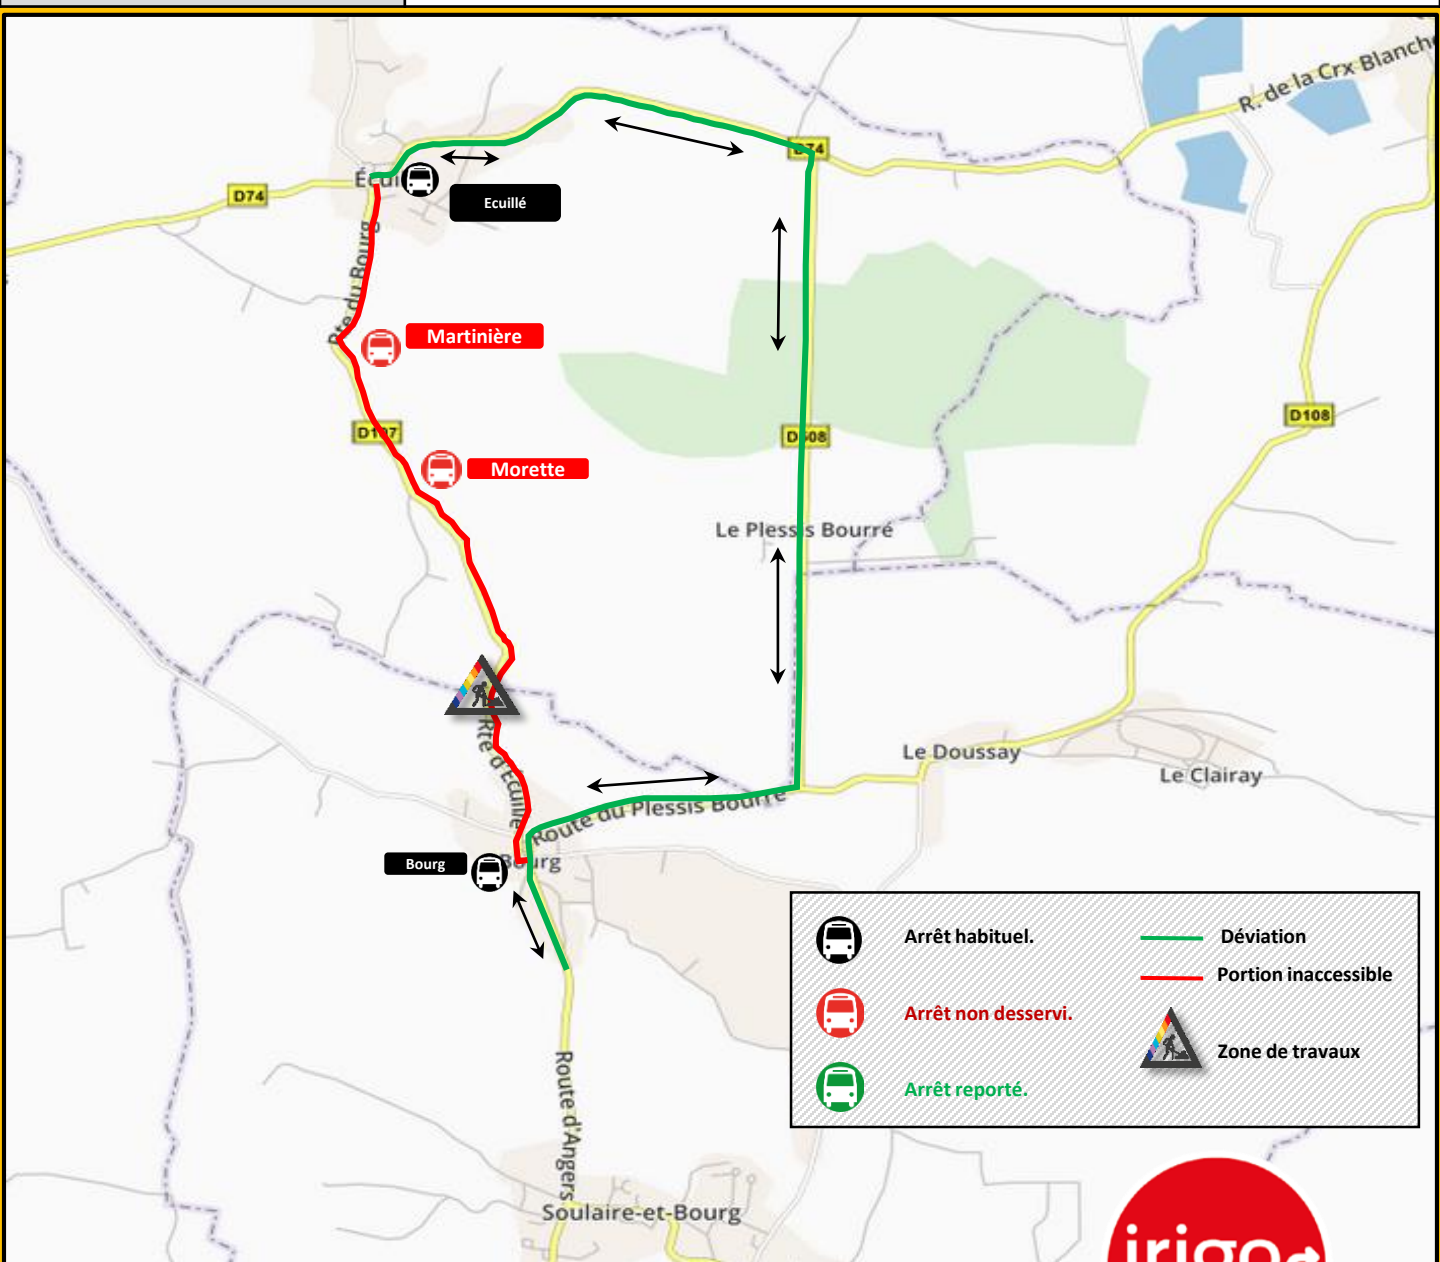 R. de la Crx Blanche
D74
Écui
Ecuillé
D74
Rte du Bourg
Martinière
D107
Morette
D508
D108
Le Plessis Bourré
Rte d'Ecuillé
Le Doussay
Le Clairay
Route du Plessis Bourré
Bourg
Bourg
Arrêt habituel.
Déviation
Portion inaccessible
Arrêt non desservi.
Zone de travaux
Arrêt reporté.
Route d'Angers
Soulaire-et-Bourg
irigo